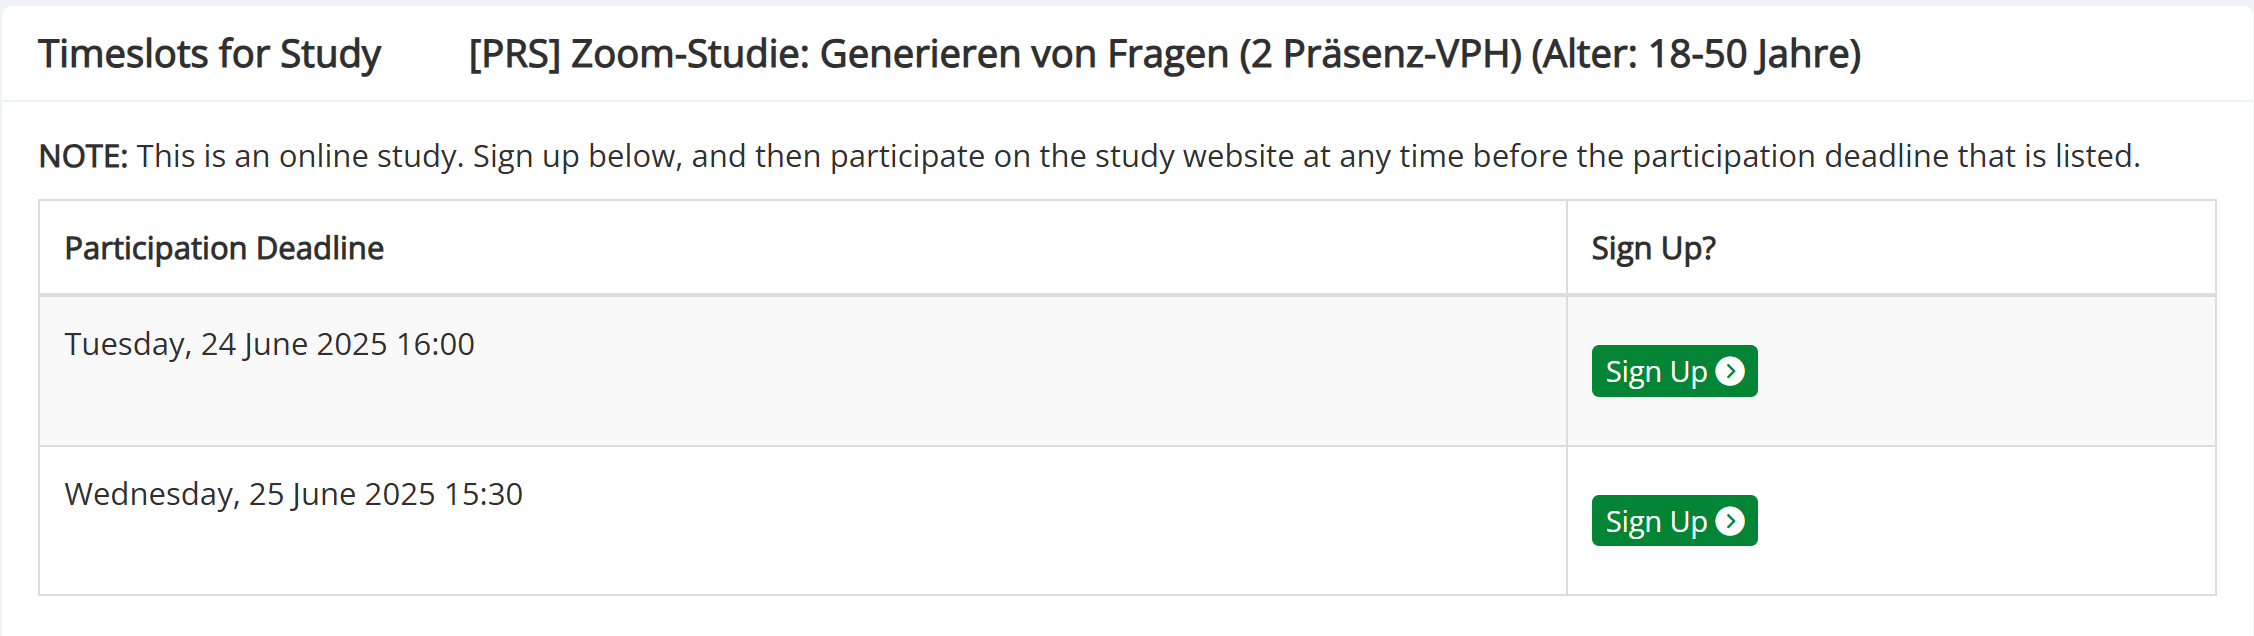 Timeslots for Study [PRS] Zoom-Studie: Generieren von Fragen (2 Präsenz-VPH) (Alter: 18-50 Jahre)
NOTE: This is an online study. Sign up below, and then participate on the study website at any time before the participation deadline that is listed.
Participation Deadline Sign Up?
Tuesday, 24 June 2025 16:00
Sign Up
Wednesday, 25 June 2025 15:30
Sign Up